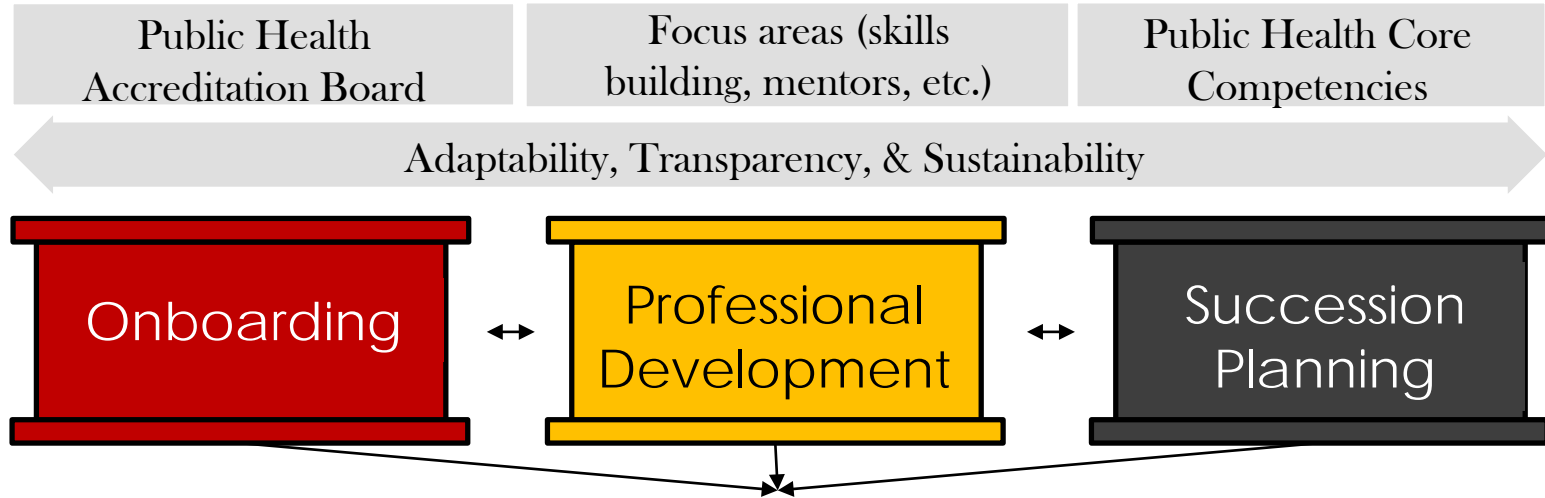 Public Health
Accreditation Board
Focus areas (skills
building, mentors, etc.)
Public Health Core
Competencies
Adaptability, Transparency, & Sustainability
Onboarding
Professional
Development
Succession
Planning